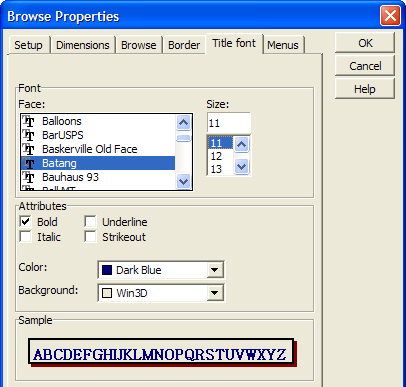 Browse Properties
Setup Dimensions Browse Border Title font Menus
OK
Cancel
Help
Font
Face:
Balloons
BarUSPS
Baskerville Old Face
Batang
Bauhaus 93
Bell MT
Size:
11
11
12
13
Attributes
Bold Underline
Italic Strikeout
Color: Dark Blue
Background: Win3D
Sample
ABCDEFGHIJKLMNOPQRSTUVWXYZ